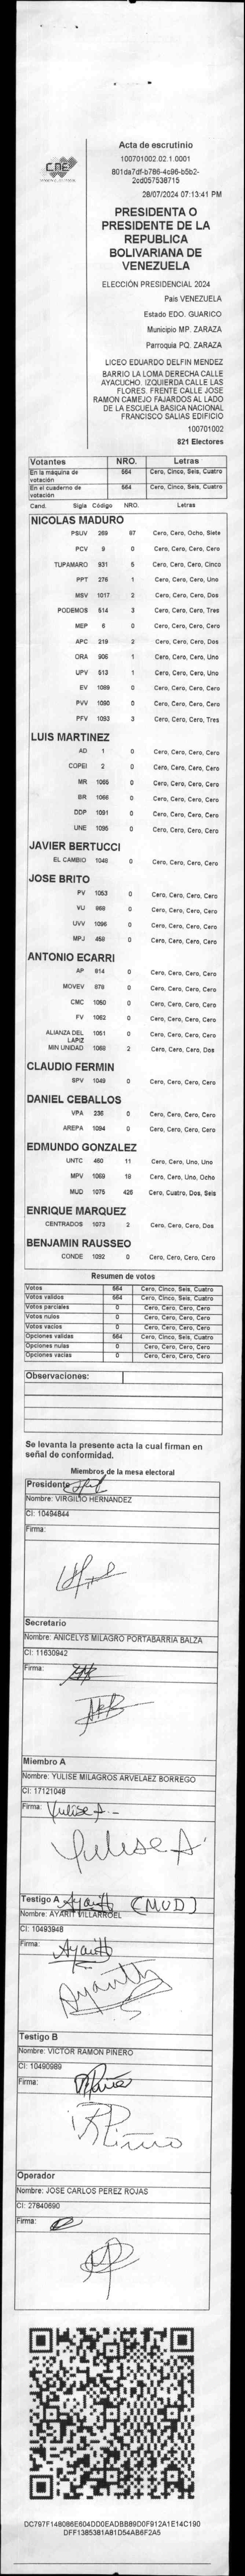 CNE
Acta de escrutinio
100701002.02.1.0001
801da7df-b786-4c96-b5b2-
2cd057538715
28/07/2024 07:13:41 PM
PRESIDENTA O
PRESIDENTE DE LA
REPUBLICA
BOLIVARIANA DE
VENEZUELA
ELECCIÓN PRESIDENCIAL 2024
País VENEZUELA
Estado EDO. GUARICO
Municipio MP. ZARAZA
Parroquia PQ. ZARAZA
LICEO EDUARDO DELFIN MENDEZ
BARRIO LA LOMA DERECHA CALLE
AYACUCHO. IZQUIERDA CALLE LAS
FLORES. FRENTE CALLE JOSE
RAMON CAMEJO FAJARDOS AL LADO
DE LA ESCUELA BASICA NACIONAL
FRANCISCO SALIAS EDIFICIO
100701002
821 Electores
Votantes NRO. Letras
En la maquina de votación 564 Cero, Cinco, Seis, Cuatro
En el cuaderno de votación 564 Cero, Cinco, Seis, Cuatro
Cand. Sigla Código NRO. Letras
NICOLAS MADURO
PSUV 269 87 Cero, Cero, Ocho, Siete
PCV 9 0 Cero, Cero, Cero, Cero
TUPAMARO 931 5 Cero, Cero, Cero, Cinco
PPT 276 1 Cero, Cero, Cero, Uno
MSV 1017 2 Cero, Cero, Cero, Dos
PODEMOS 514 3 Cero, Cero, Cero, Tres
MEP 6 0 Cero, Cero, Cero, Cero
APC 219 2 Cero, Cero, Cero, Dos
ORA 906 1 Cero, Cero, Cero, Uno
UPV 513 1 Cero, Cero, Cero, Uno
EV 1089 0 Cero, Cero, Cero, Cero
PVV 1090 0 Cero, Cero, Cero, Cero
PFV 1093 3 Cero, Cero, Cero, Tres
LUIS MARTINEZ
AD 1 0 Cero, Cero, Cero, Cero
COPEI 2 0 Cero, Cero, Cero, Cero
MR 1065 0 Cero, Cero, Cero, Cero
BR 1066 0 Cero, Cero, Cero, Cero
DDP 1091 0 Cero, Cero, Cero, Cero
UNE 1095 0 Cero, Cero, Cero, Cero
JAVIER BERTUCCI
EL CAMBIO 1048 0 Cero, Cero, Cero, Cero
JOSE BRITO
PV 1053 0 Cero, Cero, Cero, Cero
VU 968 0 Cero, Cero, Cero, Cero
UVV 1096 0 Cero, Cero, Cero, Cero
MPJ 459 0 Cero, Cero, Cero, Cero
ANTONIO ECARRI
AP 814 0 Cero, Cero, Cero, Cero
MOVEV 879 0 Cero, Cero, Cero, Cero
CMC 1050 0 Cero, Cero, Cero, Cero
FV 1062 0 Cero, Cero, Cero, Cero
ALIANZA DEL LAPIZ 1051 0 Cero, Cero, Cero, Cero
MIN UNIDAD 1068 2 Cero, Cero, Cero, Dos
CLAUDIO FERMIN
SPV 1049 0 Cero, Cero, Cero, Cero
DANIEL CEBALLOS
VPA 236 0 Cero, Cero, Cero, Cero
AREPA 1094 0 Cero, Cero, Cero, Cero
EDMUNDO GONZALEZ
UNTC 460 11 Cero, Cero, Uno, Uno
MPV 1069 18 Cero, Cero, Uno, Ocho
MUD 1075 426 Cero, Cuatro, Dos, Seis
ENRIQUE MARQUEZ
CENTRADOS 1073 2 Cero, Cero, Cero, Dos
BENJAMIN RAUSSEO
CONDE 1092 0 Cero, Cero, Cero, Cero
Resumen de votos
Votos 564 Cero, Cinco, Seis, Cuatro
Votos validos 564 Cero, Cinco, Seis, Cuatro
Votos parciales 0 Cero, Cero, Cero, Cero
Votos nulos 0 Cero, Cero, Cero, Cero
Votos vacios 0 Cero, Cero, Cero, Cero
Opciones validas 564 Cero, Cinco, Seis, Cuatro
Opciones nulas 0 Cero, Cero, Cero, Cero
Opciones vacias 0 Cero, Cero, Cero, Cero
Observaciones:
Se levanta la presente acta la cual firman en
señal de conformidad.
Miembros de la mesa electoral
Presidente
Nombre: VIRGILIO HERNANDEZ
CI: 10494844
Firma:
Secretario
Nombre: ANICELYS MILAGRO PORTABARRIA BALZA
CI: 11630942
Firma:
Miembro A
Nombre: YULISE MILAGROS ARVELAEZ BORREGO
CI: 17121048
Firma: Yulise A
Yulise A
Testigo A Ayarith (MUD)
Nombre: AYARIT VILLARROEL
CI: 10493948
Firma: Ayarith
Ayarith
Testigo B
Nombre: VICTOR RAMON PIÑERO
CI: 10490989
Firma:
Operador
Nombre: JOSE CARLOS PEREZ ROJAS
CI: 27840690
Firma:
DC797F148086E604DD0EADBB89D0F912A1E14C190
DFF1385381A81D54AB6F2A5